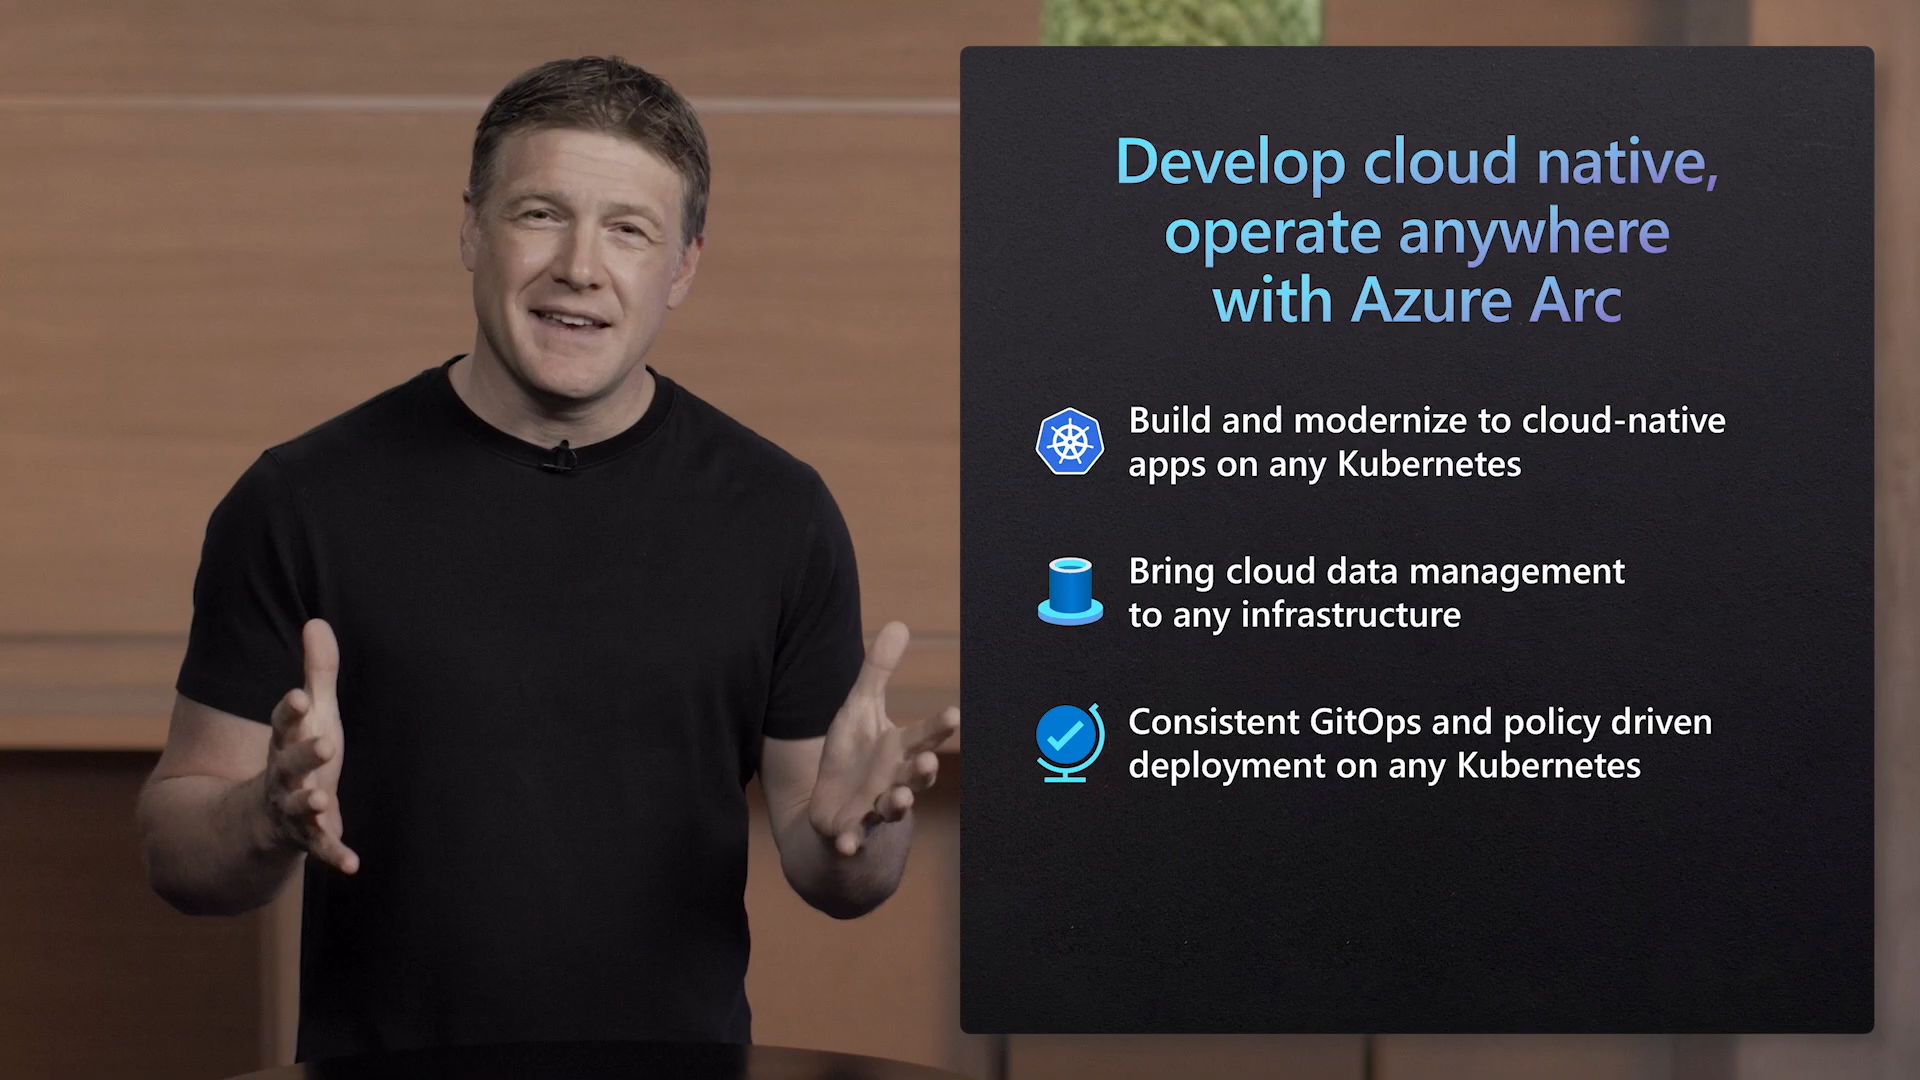 Develop cloud native,
operate anywhere
with Azure Arc
Build and modernize to cloud-native
apps on any Kubernetes
Bring cloud data management
to any infrastructure
Consistent GitOps and policy driven
deployment on any Kubernetes